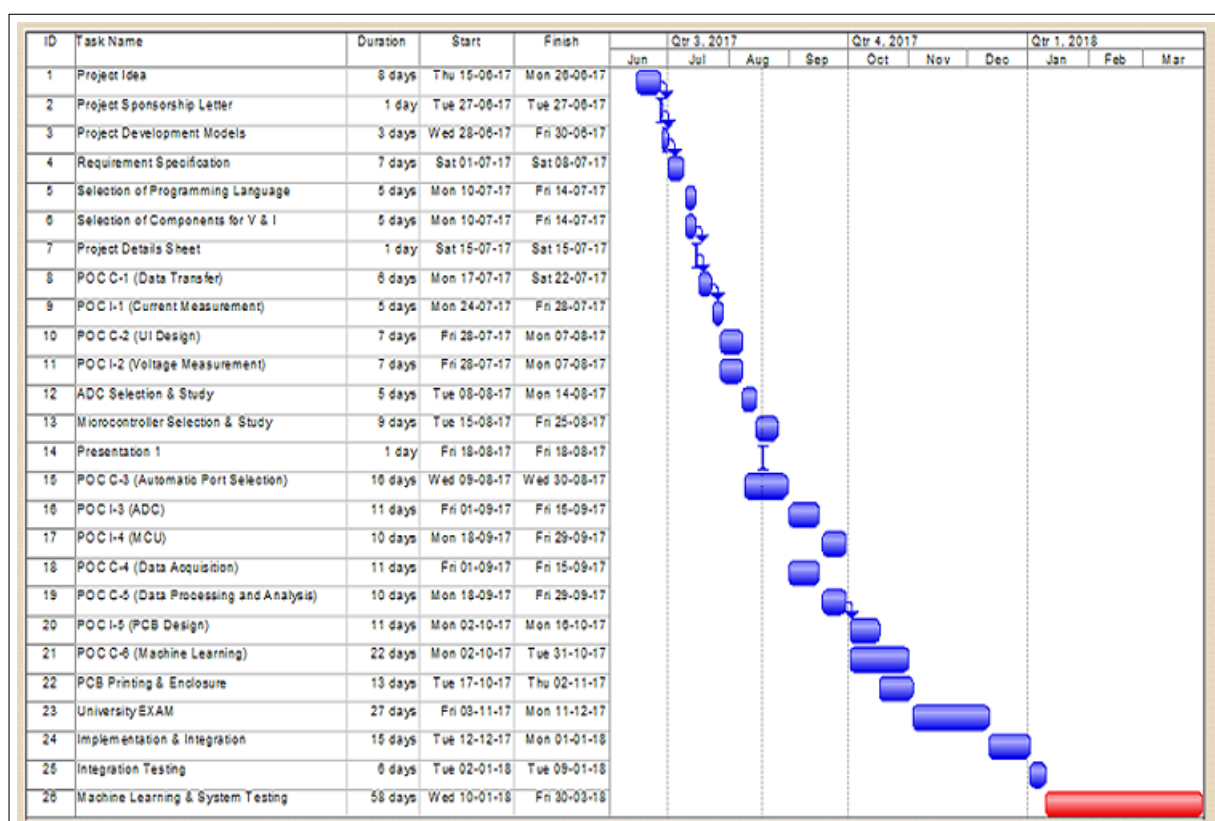 ID Task Name Duration Start Finish Qtr 3, 2017 Qtr 4, 2017 Qtr 1, 2018
Jun Jul Aug Sep Oct Nov Dec Jan Feb Mar
1 Project Idea 8 days Thu 15-06-17 Mon 26-06-17
2 Project Sponsorship Letter 1 day Tue 27-06-17 Tue 27-06-17
3 Project Development Models 3 days Wed 28-06-17 Fri 30-06-17
4 Requirement Specification 7 days Sat 01-07-17 Sat 08-07-17
5 Selection of Programming Language 5 days Mon 10-07-17 Fri 14-07-17
6 Selection of Components for V & I 5 days Mon 10-07-17 Fri 14-07-17
7 Project Details Sheet 1 day Sat 15-07-17 Sat 15-07-17
8 POC C-1 (Data Transfer) 6 days Mon 17-07-17 Sat 22-07-17
9 POC I-1 (Current Measurement) 5 days Mon 24-07-17 Fri 28-07-17
10 POC C-2 (UI Design) 7 days Fri 28-07-17 Mon 07-08-17
11 POC I-2 (Voltage Measurement) 7 days Fri 28-07-17 Mon 07-08-17
12 ADC Selection & Study 5 days Tue 08-08-17 Mon 14-08-17
13 Microcontroller Selection & Study 9 days Tue 15-08-17 Fri 25-08-17
14 Presentation 1 1 day Fri 18-08-17 Fri 18-08-17
15 POC C-3 (Automatic Port Selection) 16 days Wed 09-08-17 Wed 30-08-17
16 POC I-3 (ADC) 11 days Fri 01-09-17 Fri 15-09-17
17 POC I-4 (MCU) 10 days Mon 18-09-17 Fri 29-09-17
18 POC C-4 (Data Acquisition) 11 days Fri 01-09-17 Fri 15-09-17
19 POC C-5 (Data Processing and Analysis) 10 days Mon 18-09-17 Fri 29-09-17
20 POC I-5 (PCB Design) 11 days Mon 02-10-17 Mon 16-10-17
21 POC C-6 (Machine Learning) 22 days Mon 02-10-17 Tue 31-10-17
22 PCB Printing & Enclosure 13 days Tue 17-10-17 Thu 02-11-17
23 University EXAM 27 days Fri 03-11-17 Mon 11-12-17
24 Implementation & Integration 15 days Tue 12-12-17 Mon 01-01-18
25 Integration Testing 6 days Tue 02-01-18 Tue 09-01-18
26 Machine Learning & System Testing 58 days Wed 10-01-18 Fri 30-03-18